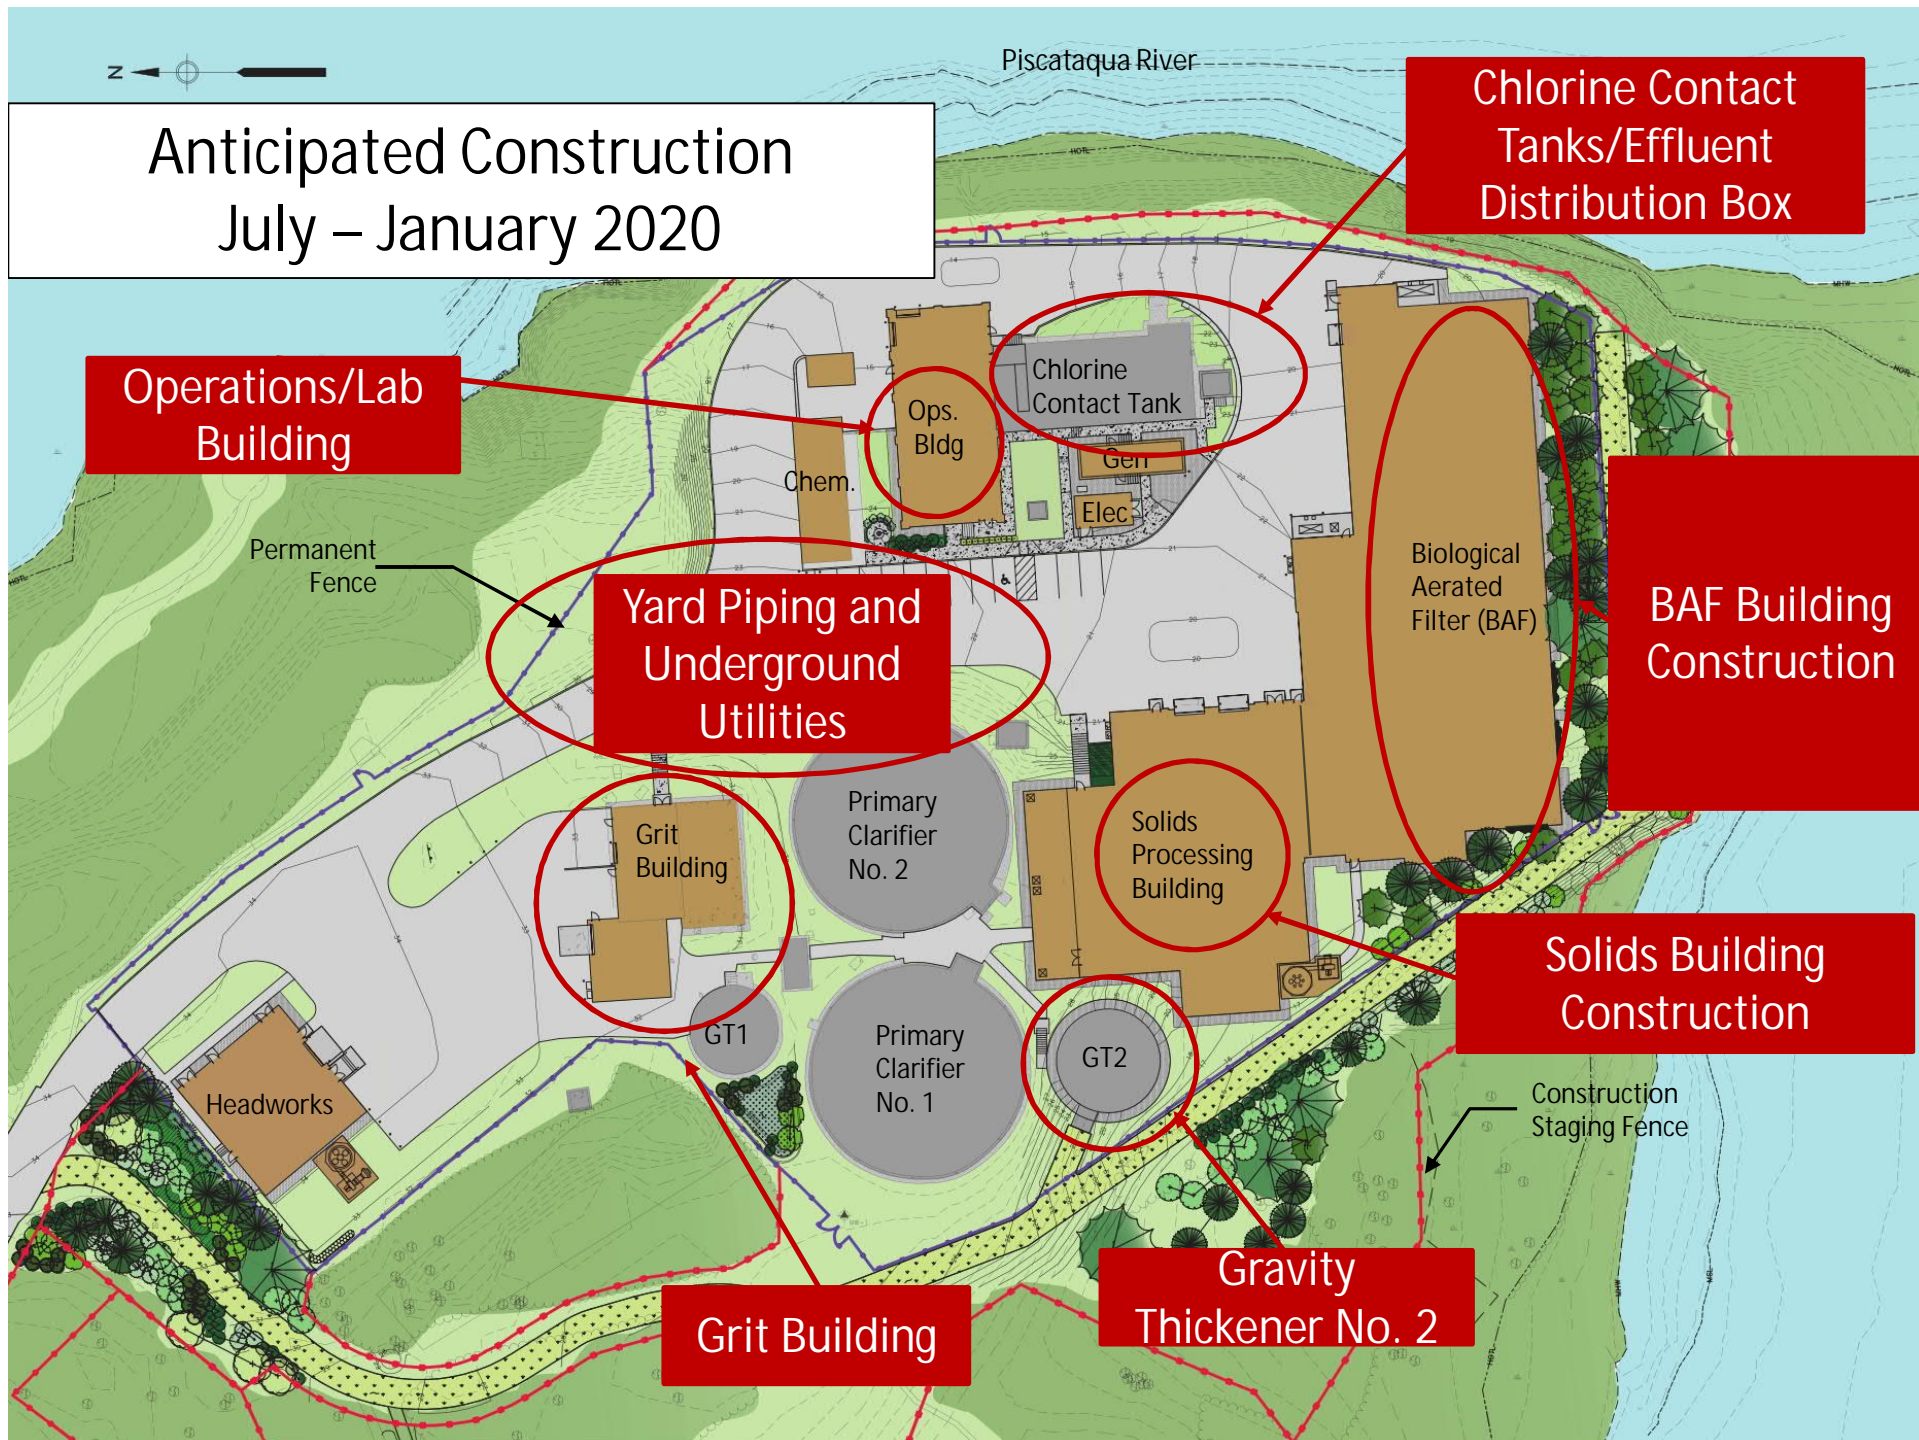 N
Piscataqua River
Anticipated Construction
July – January 2020
Chlorine Contact
Tanks/Effluent
Distribution Box
Operations/Lab
Building
Ops.
Bldg
Chlorine
Contact Tank
Chem.
Gen
Elec
Permanent
Fence
Yard Piping and
Underground
Utilities
Biological
Aerated
Filter (BAF)
BAF Building
Construction
Grit
Building
Primary
Clarifier
No. 2
Solids
Processing
Building
Solids Building
Construction
GT1
Primary
Clarifier
No. 1
GT2
Headworks
Construction
Staging Fence
Gravity
Thickener No. 2
Grit Building